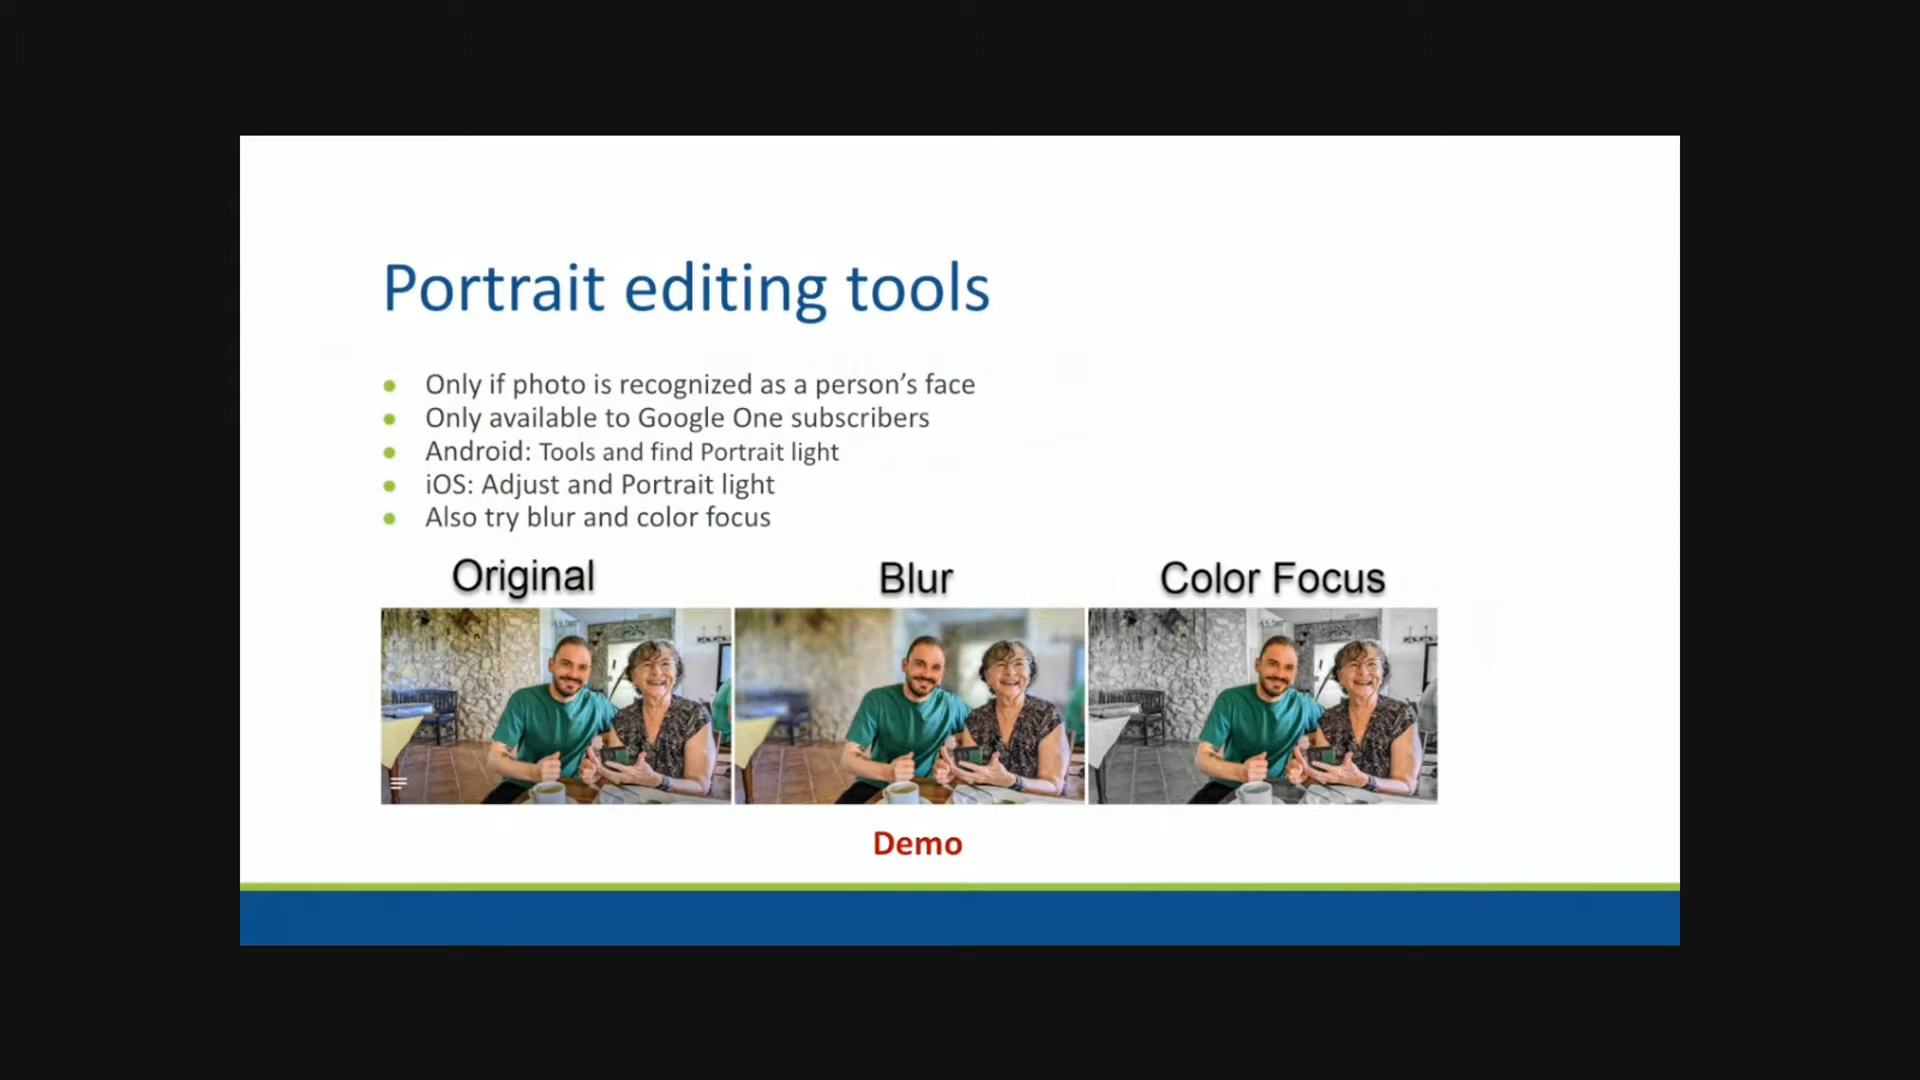 Portrait editing tools
Only if photo is recognized as a person’s face
Only available to Google One subscribers
Android: Tools and find Portrait light
iOS: Adjust and Portrait light
Also try blur and color focus
Original
Blur
Color Focus
Demo